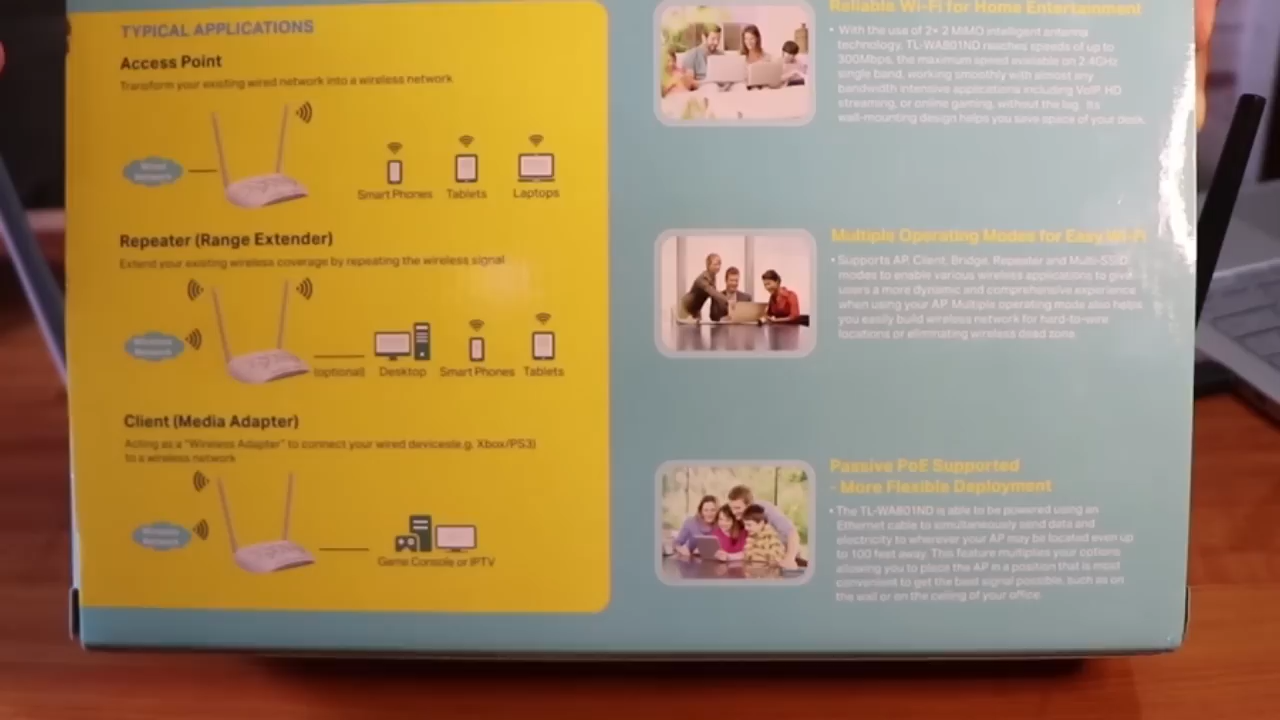 TYPICAL APPLICATIONS
Access Point
Transform your existing wired network into a wireless network
Wired
Network
Smart Phones
Tablets
Laptops
Repeater (Range Extender)
Extend your existing wireless coverage by repeating the wireless signal
Wireless
Network
(optional)
Desktop
Smart Phones
Tablets
Client (Media Adapter)
Acting as a "Wireless Adapter" to connect your wired devices(e.g. Xbox/PS3)
to a wireless network
Wireless
Network
Game Console or IPTV
Reliable Wi-Fi for Home Entertainment
• With the use of 2×2 MIMO intelligent antenna
technology, TL-WA801ND reaches speeds of up to
300Mbps, the maximum speed available on 2.4GHz
single band, working smoothly with almost any
bandwidth intensive applications including VoIP, HD
streaming, or online gaming, without the lag. Its
wall-mounting design helps you save space of your desk.
Multiple Operating Modes for Easy Wi-Fi
• Supports AP, Client, Bridge, Repeater and Multi-SSID
modes to enable various wireless applications to give
users a more dynamic and comprehensive experience
when using your AP. Multiple operating mode also helps
you easily build wireless network for hard-to-wire
locations or eliminating wireless dead zone.
Passive PoE Supported
- More Flexible Deployment
• The TL-WA801ND is able to be powered using an
Ethernet cable to simultaneously send data and
electricity to wherever your AP may be located even up
to 100 feet away. This feature multiplies your options
allowing you to place the AP in a position that is most
convenient to get the best signal possible, such as on
the wall or on the ceiling of your office.